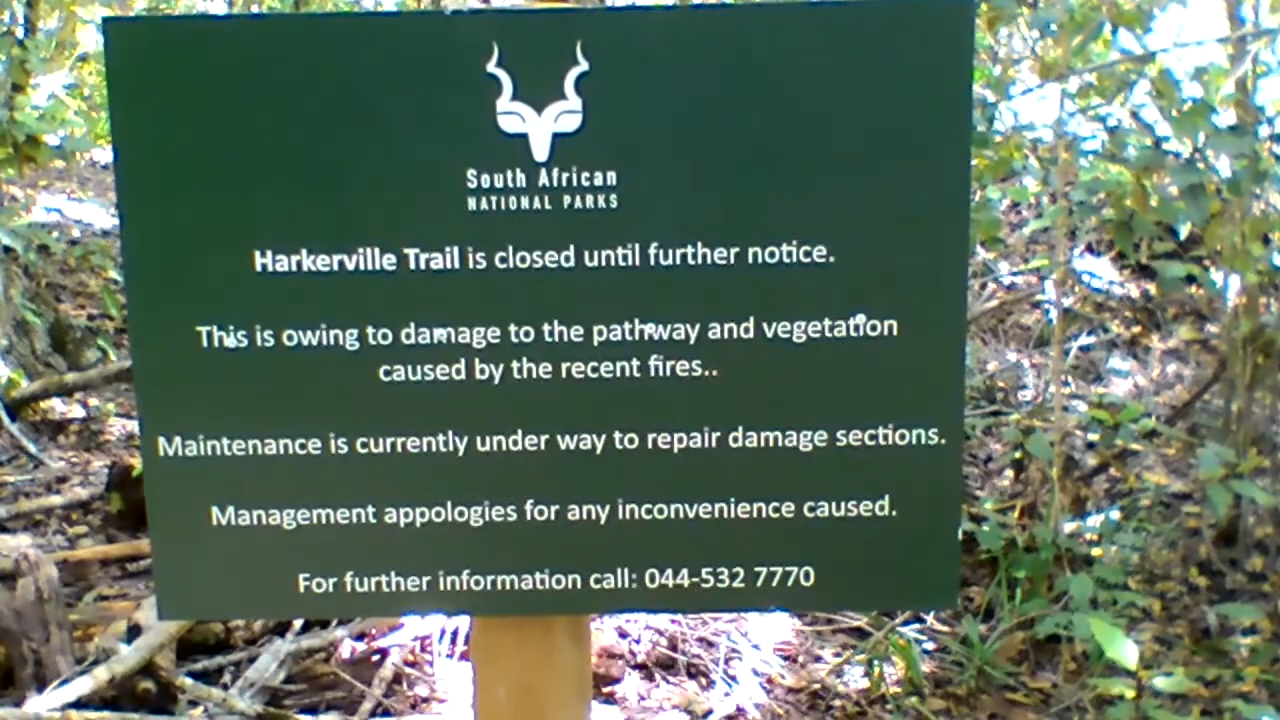 South African
NATIONAL PARKS
Harkerville Trail is closed until further notice.
This is owing to damage to the pathway and vegetation
caused by the recent fires..
Maintenance is currently under way to repair damage sections.
Management appologies for any inconvenience caused.
For further information call: 044-532 7770